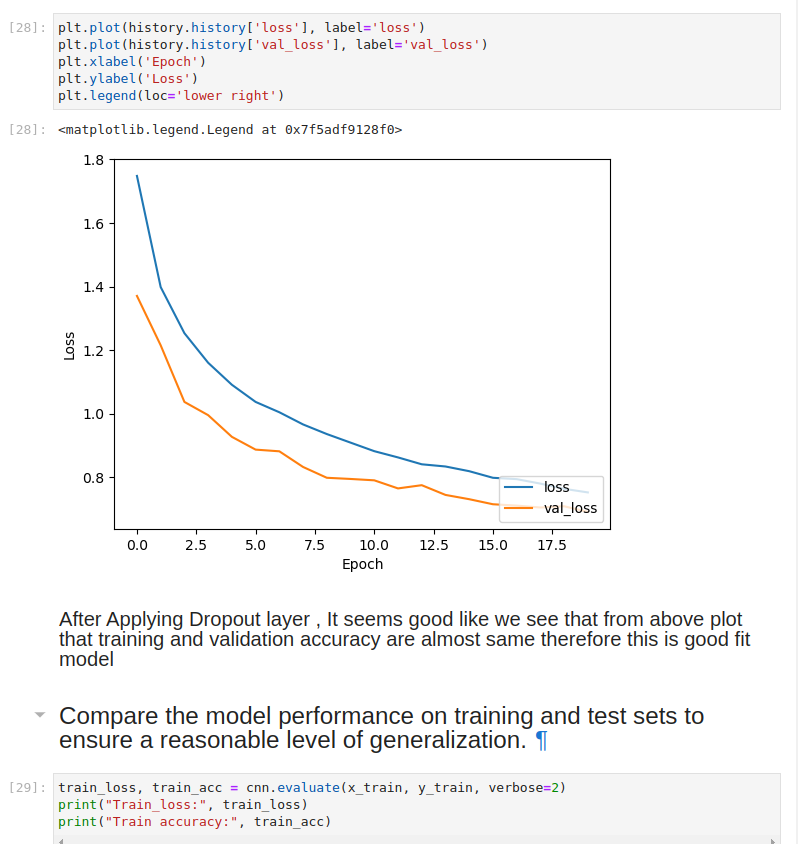 [28]: plt.plot(history.history['loss'], label='loss')
plt.plot(history.history['val_loss'], label='val_loss')
plt.xlabel('Epoch')
plt.ylabel('Loss')
plt.legend(loc='lower right')
[28]: <matplotlib.legend.Legend at 0x7f5adf9128f0>
1.8
1.6
1.4
1.2
1.0
0.8
Loss
loss
val_loss
0.0 2.5 5.0 7.5 10.0 12.5 15.0 17.5
Epoch
After Applying Dropout layer , It seems good like we see that from above plot
that training and validation accuracy are almost same therefore this is good fit
model
Compare the model performance on training and test sets to
ensure a reasonable level of generalization. ¶
[29]: train_loss, train_acc = cnn.evaluate(x_train, y_train, verbose=2)
print("Train_loss:", train_loss)
print("Train accuracy:", train_acc)